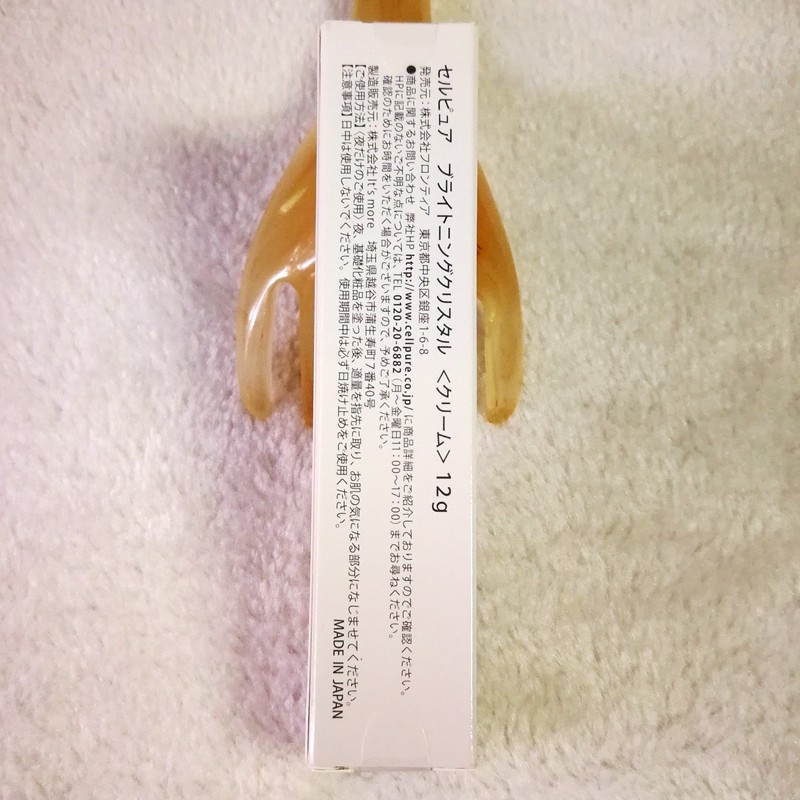 セルピュア　ブライトニングクリスタル　＜クリーム＞ 12g
発売元：株式会社フロンティア　東京都中央区銀座1-6-8
●商品に関するお問い合わせ　弊社HP http://www.cellpure.co.jp/ に商品詳細をご紹介しておりますのでご確認ください。
HPに記載のないご不明な点については、TEL 0120-20-6882 (月～金曜日11：00～17：00) までお尋ねください。
確認のためにお時間をいただく場合がございますので、予めご了承ください。
製造販売元：株式会社 It's more　埼玉県越谷市蒲生寿町7番40号
【ご使用方法】〈夜だけのご使用〉夜、基礎化粧品を塗った後、適量を指先に取り、お肌の気になる部分になじませてください。
【注意事項】日中は使用しないでください。使用期間中は必ず日焼け止めをご使用ください。
MADE IN JAPAN